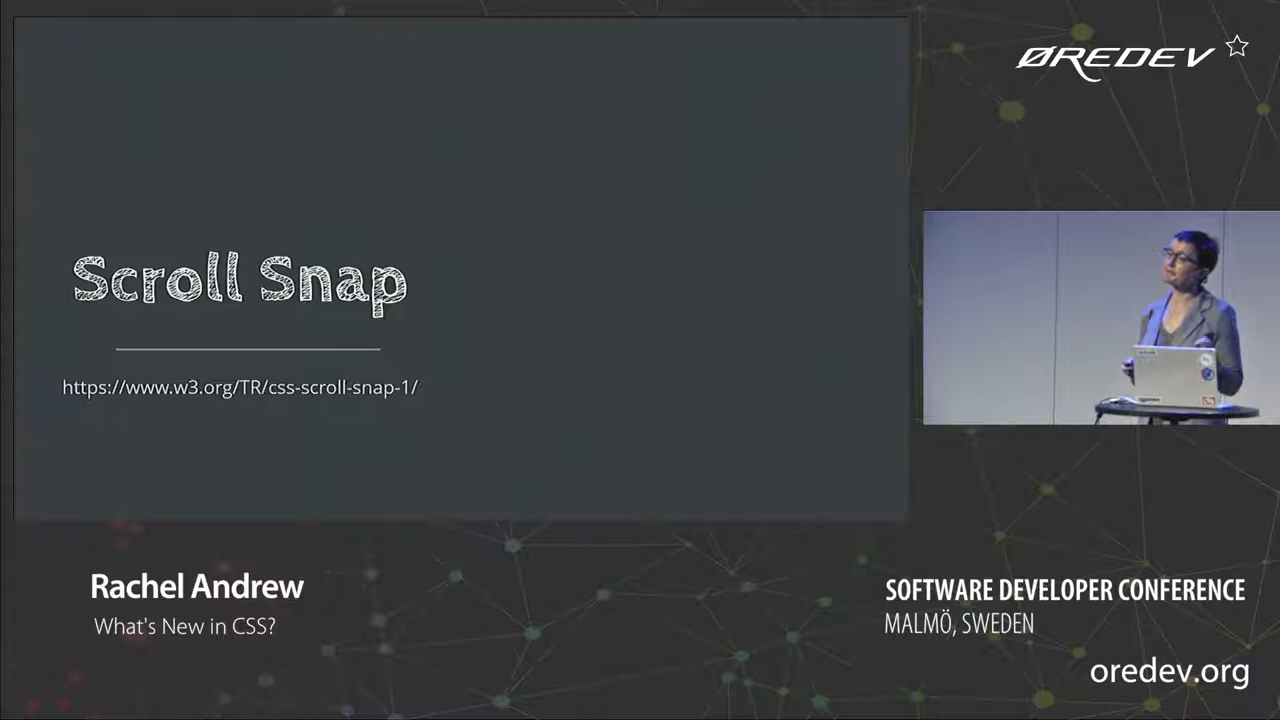 ØREDEV
Scroll Snap
https://www.w3.org/TR/css-scroll-snap-1/
Rachel Andrew
What's New in CSS?
SOFTWARE DEVELOPER CONFERENCE
MALMÖ, SWEDEN
oredev.org